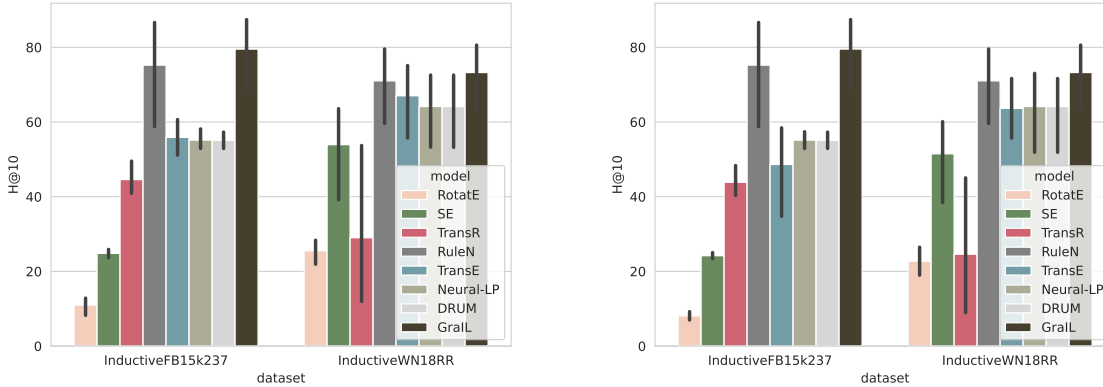 80
60
40
20
0
H@10
model
RotatE
SE
TransR
RuleN
TransE
Neural-LP
DRUM
GraIL
InductiveFB15k237
InductiveWN18RR
dataset
80
60
40
20
0
H@10
model
RotatE
SE
TransR
RuleN
TransE
Neural-LP
DRUM
GraIL
InductiveFB15k237
InductiveWN18RR
dataset